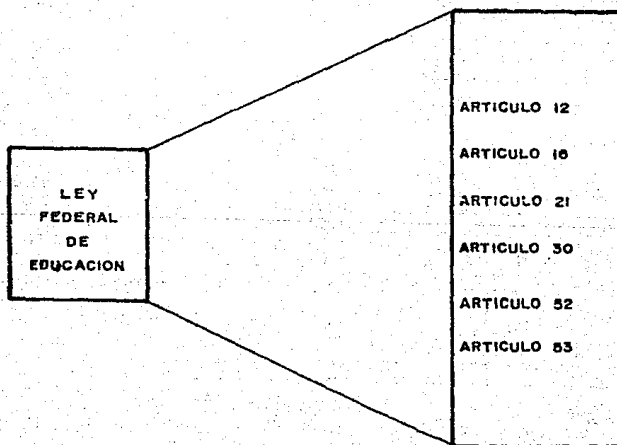 LEY
FEDERAL
DE
EDUCACION
ARTICULO 12
ARTICULO 16
ARTICULO 21
ARTICULO 30
ARTICULO 52
ARTICULO 53